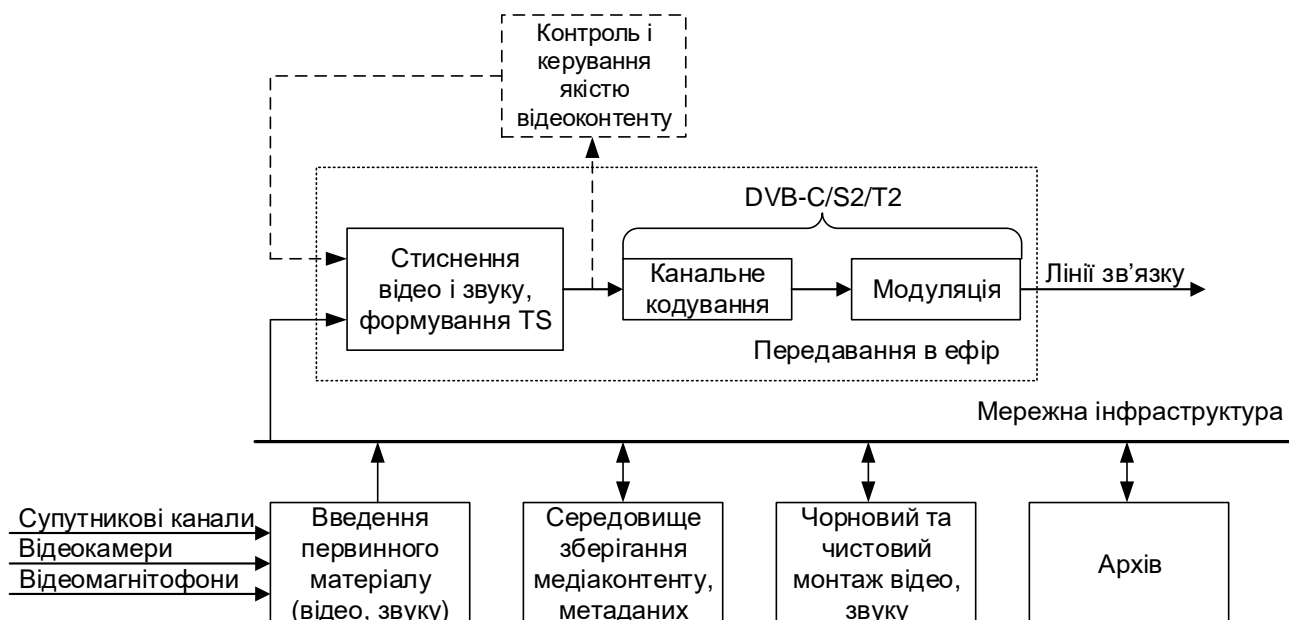 Контроль і
керування
якістю
відеоконтенту
DVB-C/S2/T2
Стиснення
відео і звуку,
формування TS
Канальне
кодування
Модуляція
Лінії зв’язку
Передавання в ефір
Мережна інфраструктура
Супутникові канали
Відеокамери
Відеомагнітофони
Введення
первинного
матеріалу
(відео, звуку)
Середовище
зберігання
медіаконтенту,
метаданих
Чорновий та
чистовий
монтаж відео,
звуку
Архів